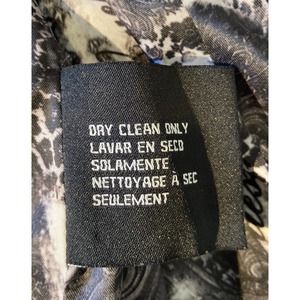 DRY CLEAN ONLY
LAVAR EN SECO
SOLAMENTE
NETTOYAGE À SEC
SEULEMENT